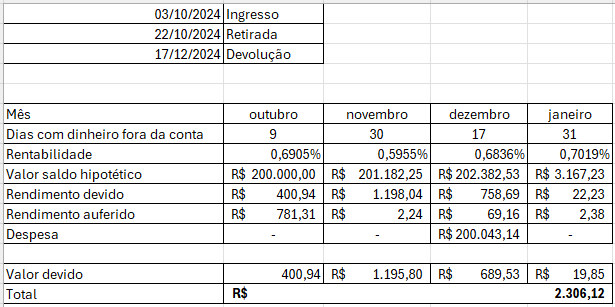 03/10/2024 Ingresso
22/10/2024 Retirada
17/12/2024 Devolução
Mês outubro novembro dezembro janeiro
Dias com dinheiro fora da conta 9 30 17 31
Rentabilidade 0,6905% 0,5955% 0,6836% 0,7019%
Valor saldo hipotético R$ 200.000,00 R$ 201.182,25 R$ 202.382,53 R$ 3.167,23
Rendimento devido R$ 400,94 R$ 1.198,04 R$ 758,69 R$ 22,23
Rendimento auferido R$ 781,31 R$ 2,24 R$ 69,16 R$ 2,38
Despesa - - R$ 200.043,14 -
Valor devido 400,94 R$ 1.195,80 R$ 689,53 R$ 19,85
Total R$ 2.306,12